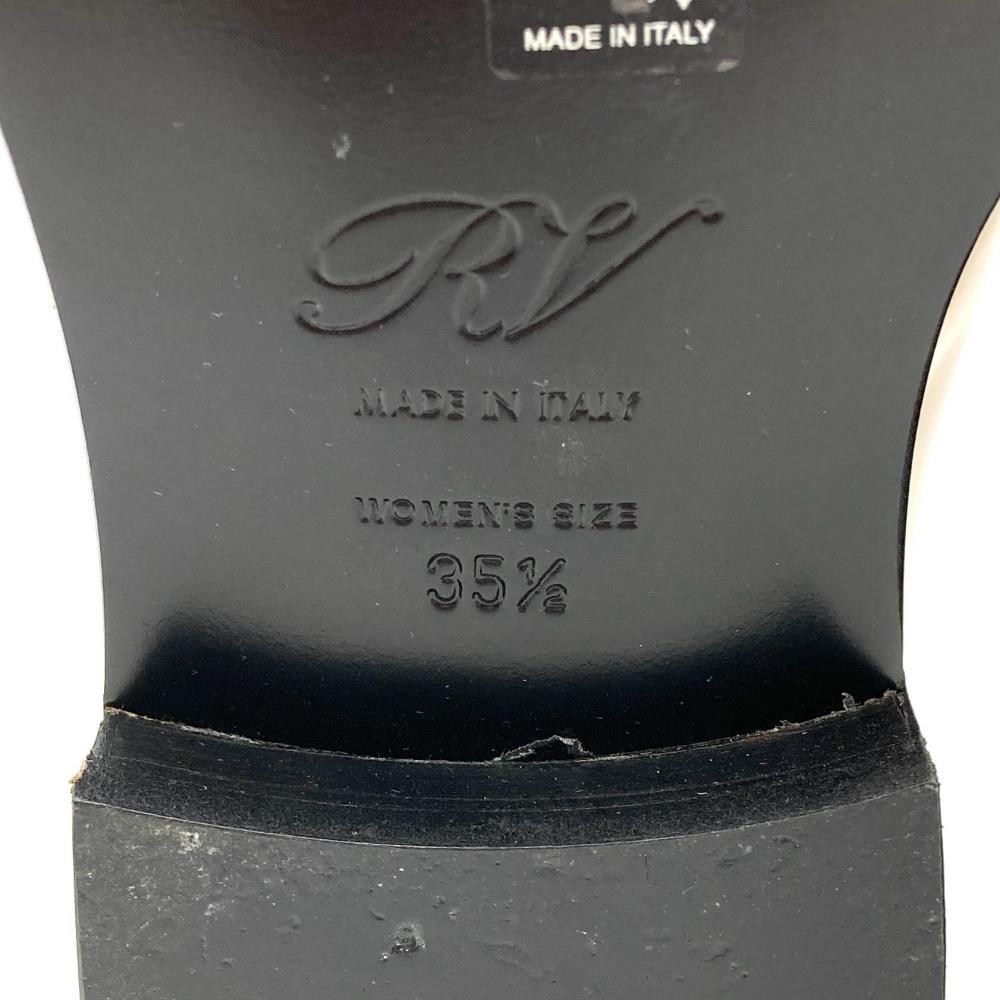 MADE IN ITALY
RV
MADE IN ITALY
WOMEN'S SIZE
35½